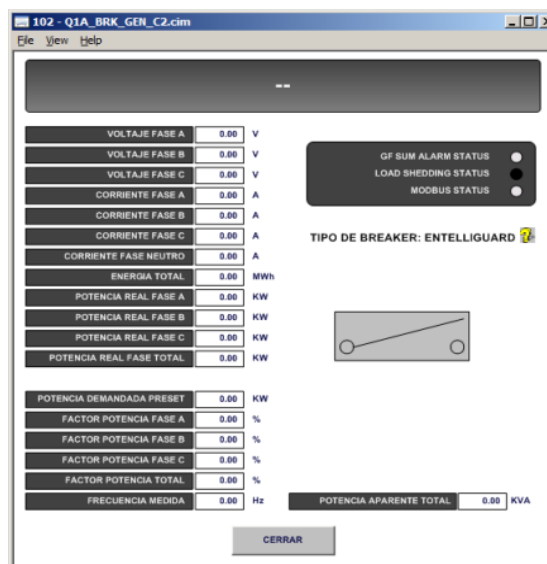 102 - Q1A_BRK_GEN_C2.cim
File View Help
--
VOLTAJE FASE A 0.00 V
VOLTAJE FASE B 0.00 V
VOLTAJE FASE C 0.00 V
CORRIENTE FASE A 0.00 A
CORRIENTE FASE B 0.00 A
CORRIENTE FASE C 0.00 A
CORRIENTE FASE NEUTRO 0.00 A
ENERGIA TOTAL 0.00 MWh
POTENCIA REAL FASE A 0.00 KW
POTENCIA REAL FASE B 0.00 KW
POTENCIA REAL FASE C 0.00 KW
POTENCIA REAL FASE TOTAL 0.00 KW
GF SUM ALARM STATUS
LOAD SHEDDING STATUS
MODBUS STATUS
TIPO DE BREAKER: ENTELLIGUARD
POTENCIA DEMANDADA PRESET 0.00 KW
FACTOR POTENCIA FASE A 0.00 %
FACTOR POTENCIA FASE B 0.00 %
FACTOR POTENCIA FASE C 0.00 %
FACTOR POTENCIA TOTAL 0.00 %
FRECUENCIA MEDIDA 0.00 Hz
POTENCIA APARENTE TOTAL 0.00 KVA
CERRAR